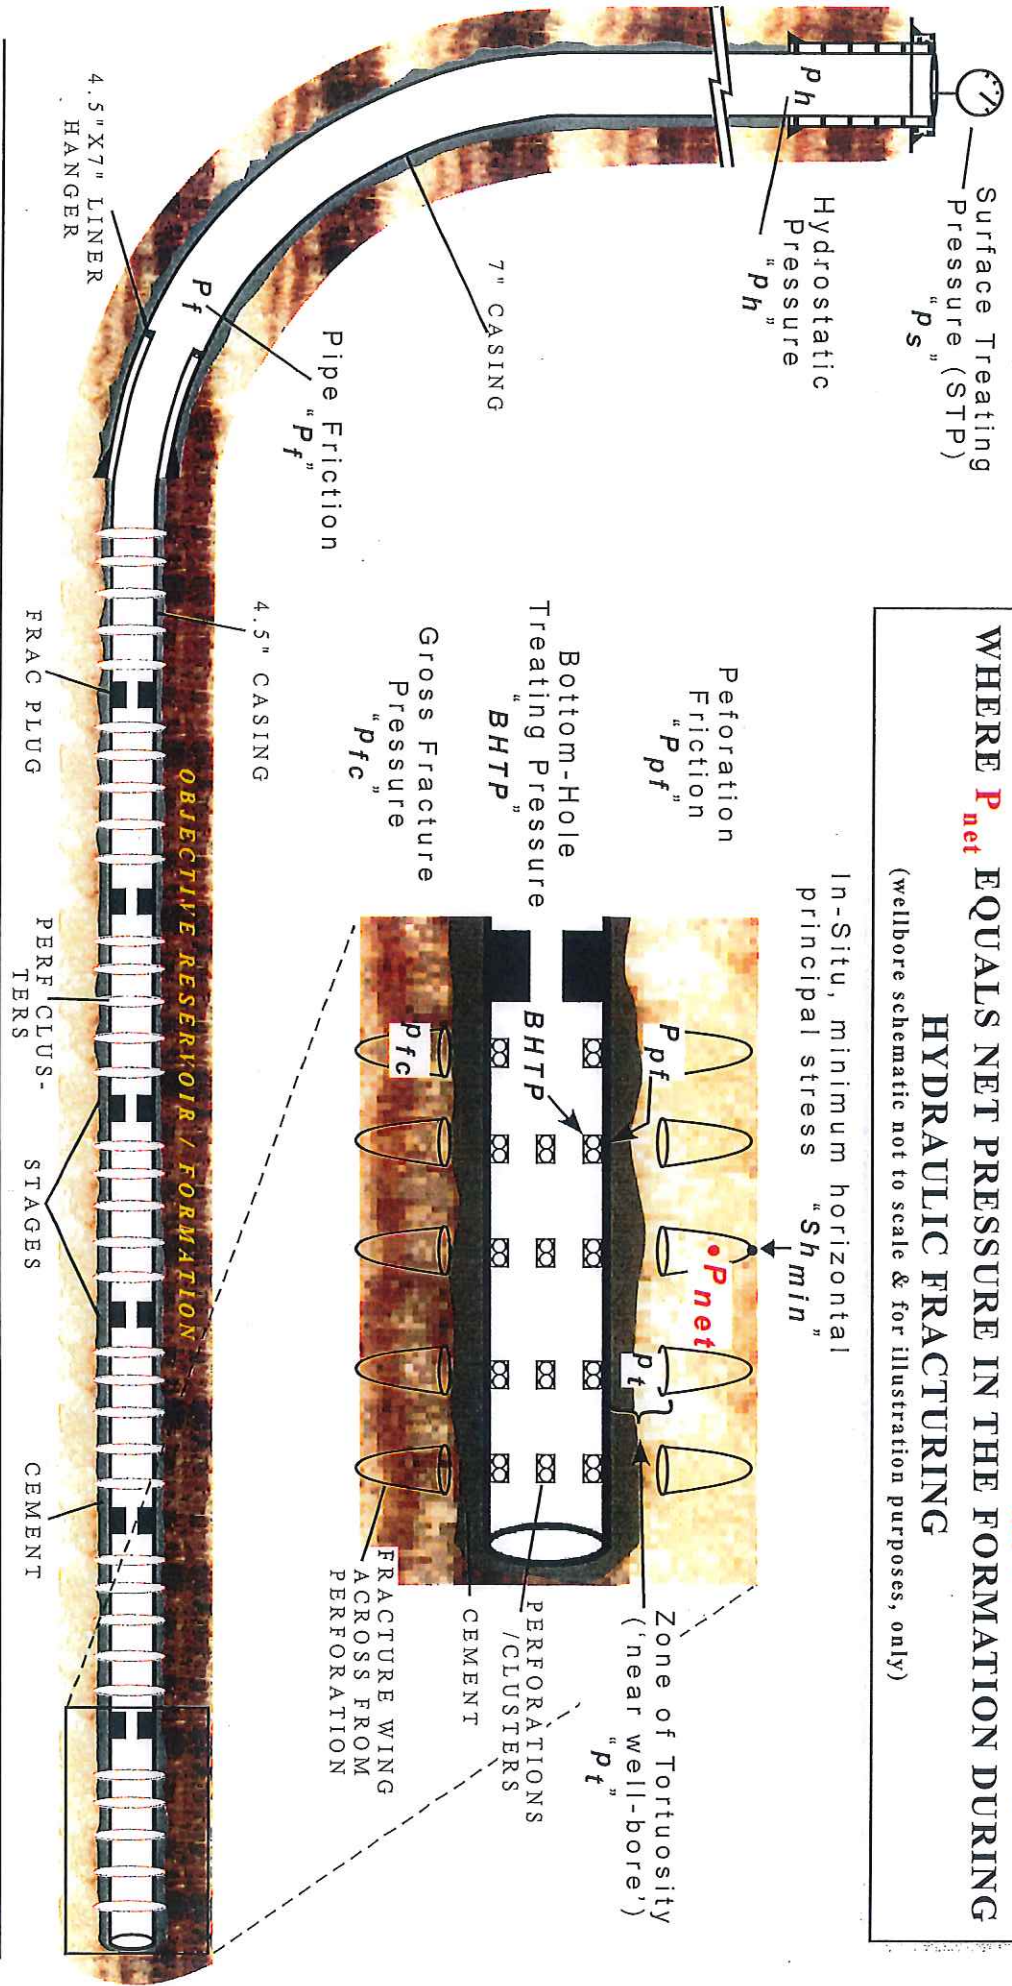 WHERE Pnet EQUALS NET PRESSURE IN THE FORMATION DURING
HYDRAULIC FRACTURING
(wellbore schematic not to scale & for illustration purposes, only)
Surface Treating
Pressure (STP)
"ps"
ph
Hydrostatic
Pressure
"ph"
7" CASING
Pf
Pipe Friction
"Pf"
4.5"X7" LINER
HANGER
4.5" CASING
In-Situ, minimum horizontal
principal stress "Shmin"
Peforation
Friction
"Ppf"
Bottom-Hole
Treating Pressure
"BHTP"
Gross Fracture
Pressure
"pfc"
Ppf
BHTP
pfc
Pnet
pt
Zone of Tortuosity
('near well-bore')
"pt"
PERFORATIONS
/CLUSTERS
CEMENT
FRACTURE WING
ACROSS FROM
PERFORATION
OBJECTIVE RESERVOIR / FORMATION
FRAC PLUG
PERF CLUS-
TERS
STAGES
CEMENT